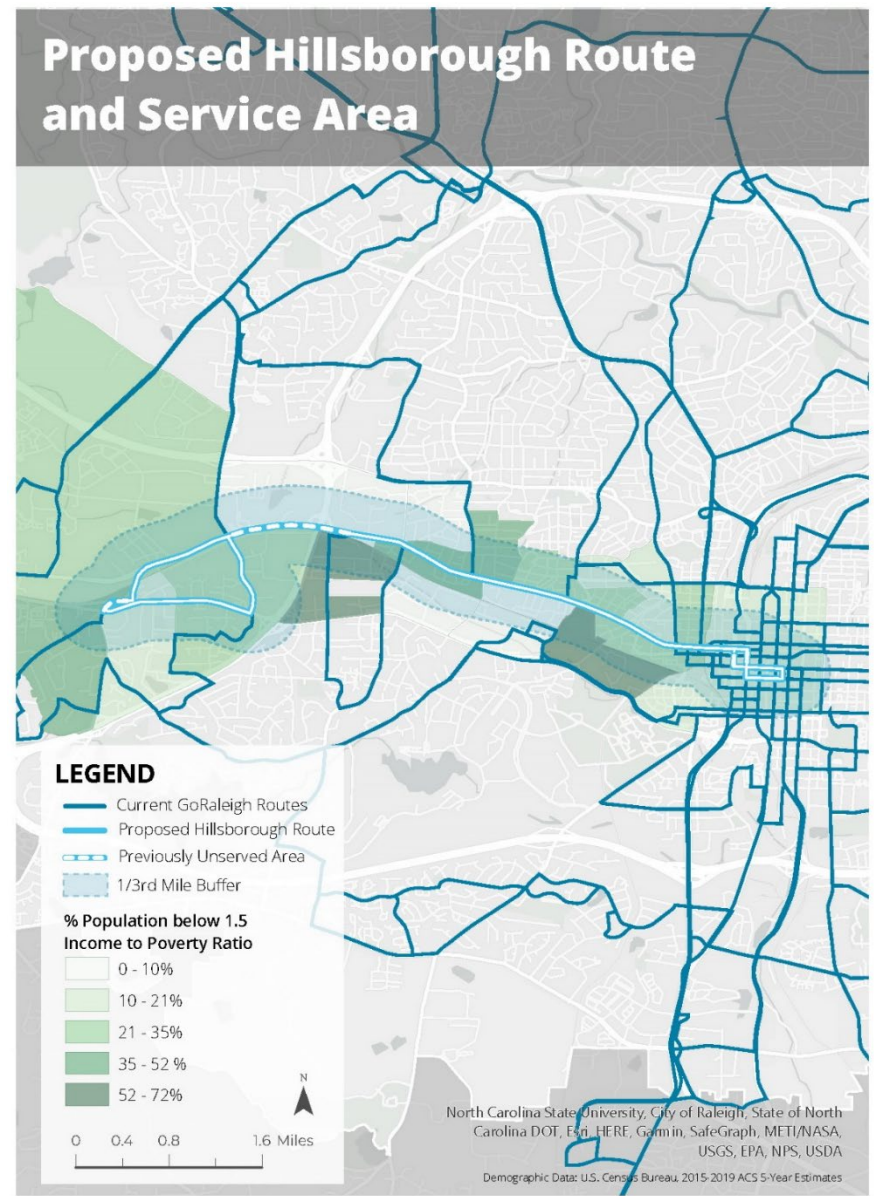 Proposed Hillsborough Route
and Service Area
LEGEND
Current GoRaleigh Routes
Proposed Hillsborough Route
Previously Unserved Area
1/3rd Mile Buffer
% Population below 1.5
Income to Poverty Ratio
0 - 10%
10 - 21%
21 - 35%
35 - 52 %
52 - 72%
N
0 0.4 0.8 1.6 Miles
North Carolina State University, City of Raleigh, State of North
Carolina DOT, Esri, HERE, Garmin, SafeGraph, METI/NASA,
USGS, EPA, NPS, USDA
Demographic Data: U.S. Census Bureau, 2015-2019 ACS 5-Year Estimates